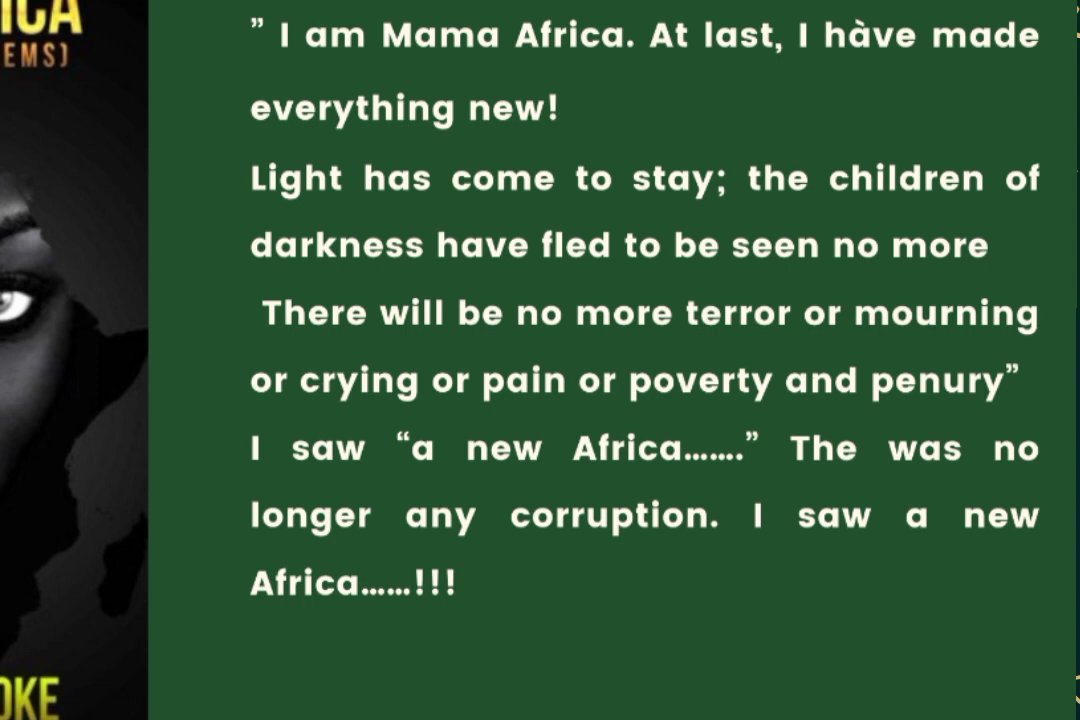 ICA
EMS)
” I am Mama Africa. At last, I hàve made
everything new!
Light has come to stay; the children of
darkness have fled to be seen no more
There will be no more terror or mourning
or crying or pain or poverty and penury”
I saw “a new Africa.......” The was no
longer any corruption. I saw a new
Africa......!!!
OKE